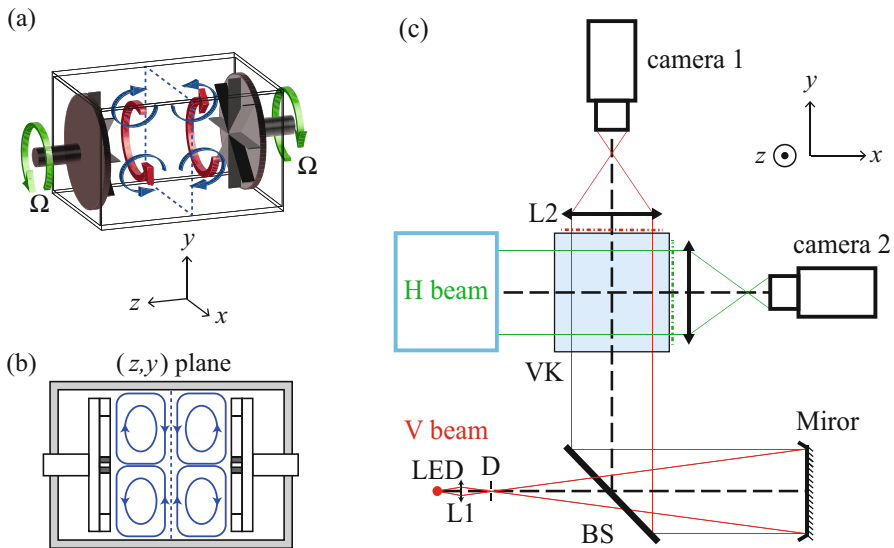 (a)
Ω
Ω
y
z
x
(b)
(z,y) plane
(c)
camera 1
y
z
x
L2
camera 2
H beam
VK
V beam
Miror
LED
D
L1
BS